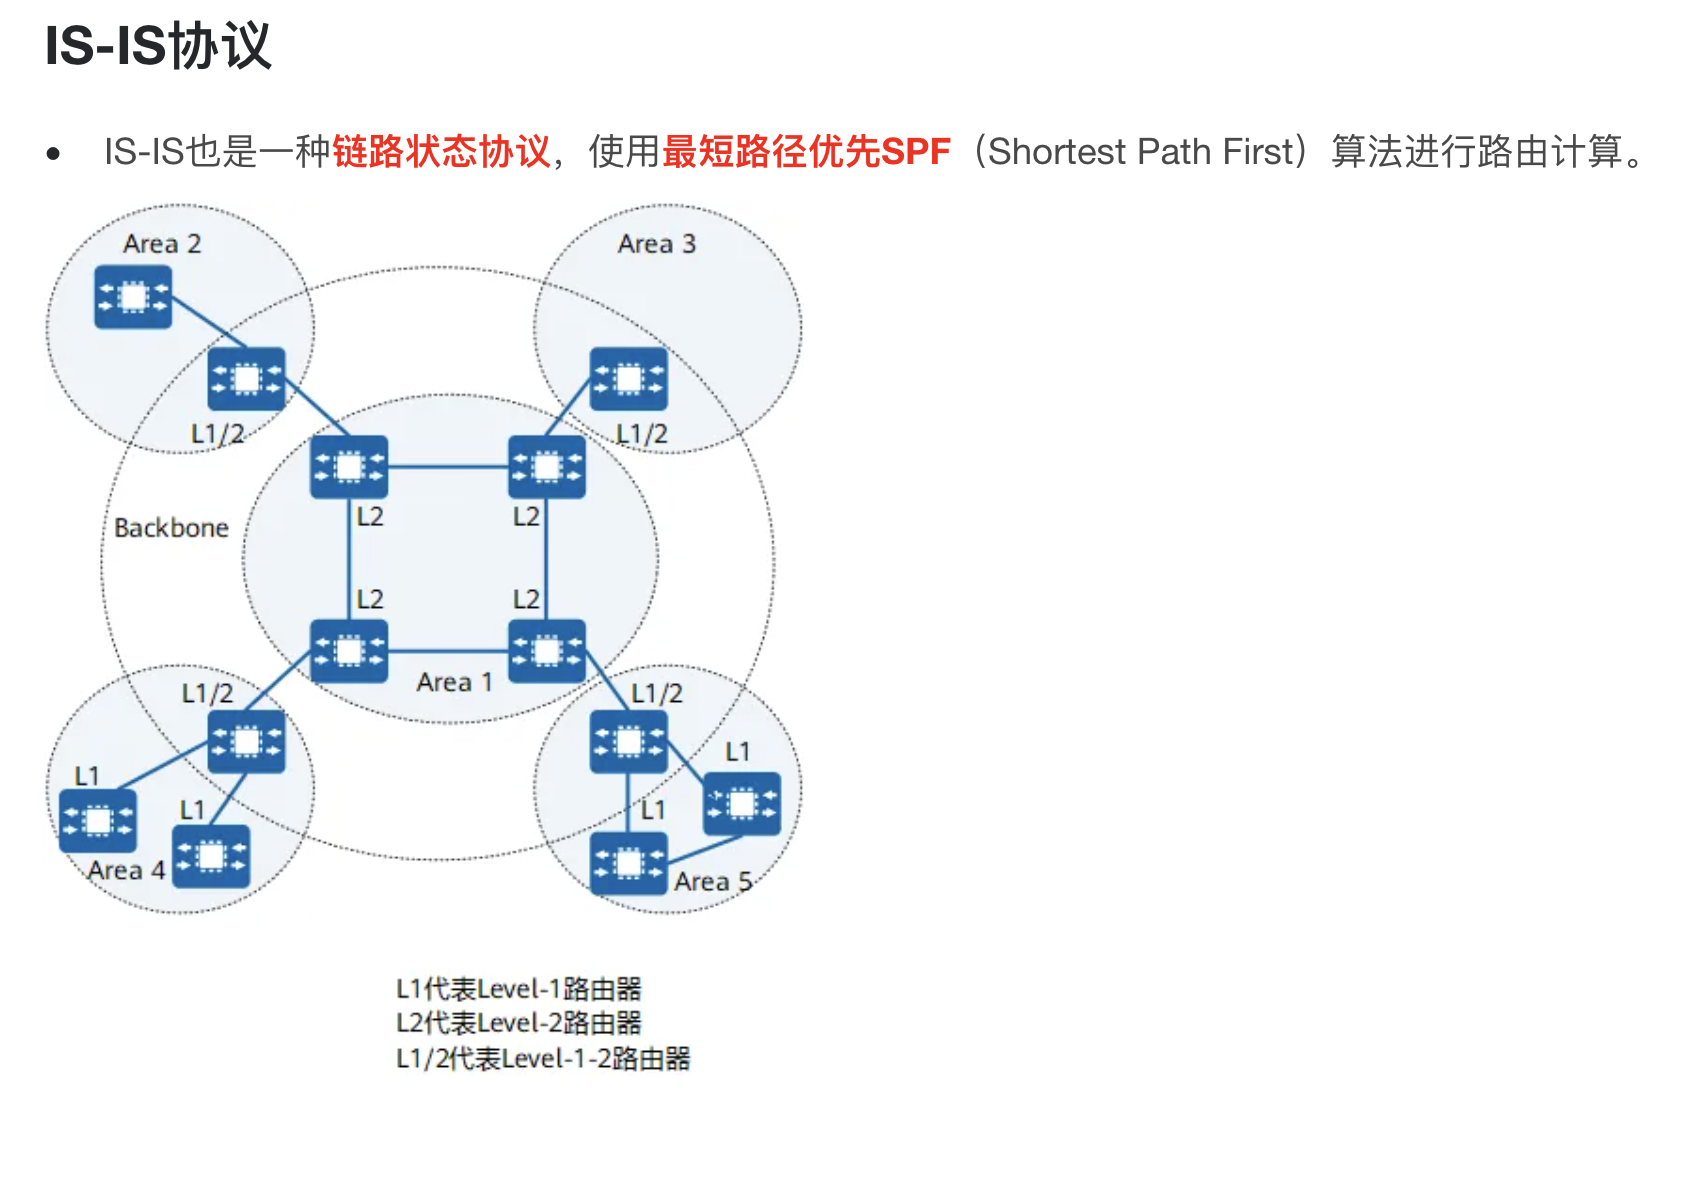 IS-IS协议
• IS-IS也是一种链路状态协议，使用最短路径优先SPF（Shortest Path First）算法进行路由计算。
Area 2
Area 3
L1/2
L1/2
L2
L2
Backbone
L2
L2
Area 1
L1/2
L1/2
L1
L1
L1
L1
Area 4
Area 5
L1代表Level-1路由器
L2代表Level-2路由器
L1/2代表Level-1-2路由器